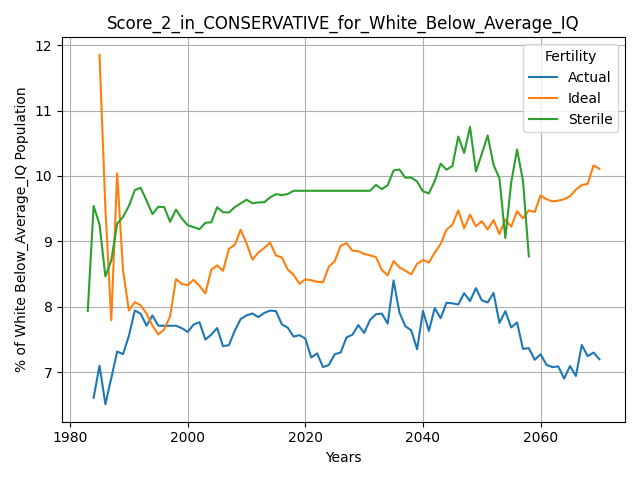 Score_2_in_CONSERVATIVE_for_White_Below_Average_IQ
% of White Below_Average_IQ Population
12
11
10
9
8
7
Fertility
Actual
Ideal
Sterile
1980 2000 2020 2040 2060
Years